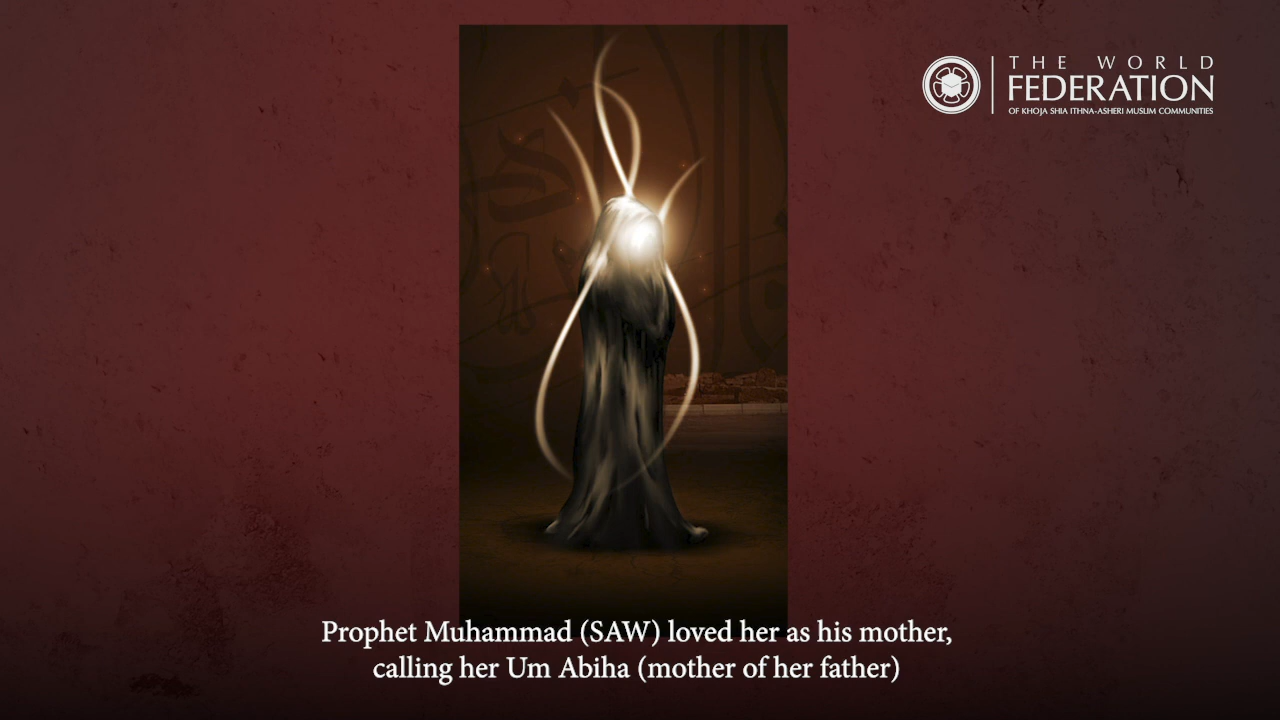 THE WORLD
FEDERATION
OF KHOJA SHIA ITHNA-ASHERI MUSLIM COMMUNITIES
Prophet Muhammad (SAW) loved her as his mother,
calling her Um Abiha (mother of her father)